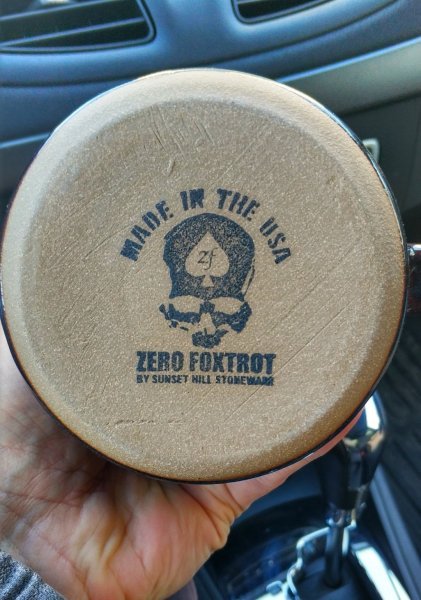 MADE IN THE USA
zf
ZERO FOXTROT
BY SUNSET HILL STONEWARE